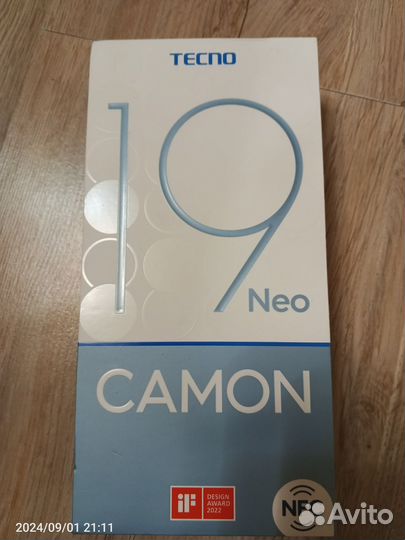 TECNO
19
Neo
CAMON
iF
DESIGN
AWARD
2022
NFC
2024/09/01 21:11
Avito